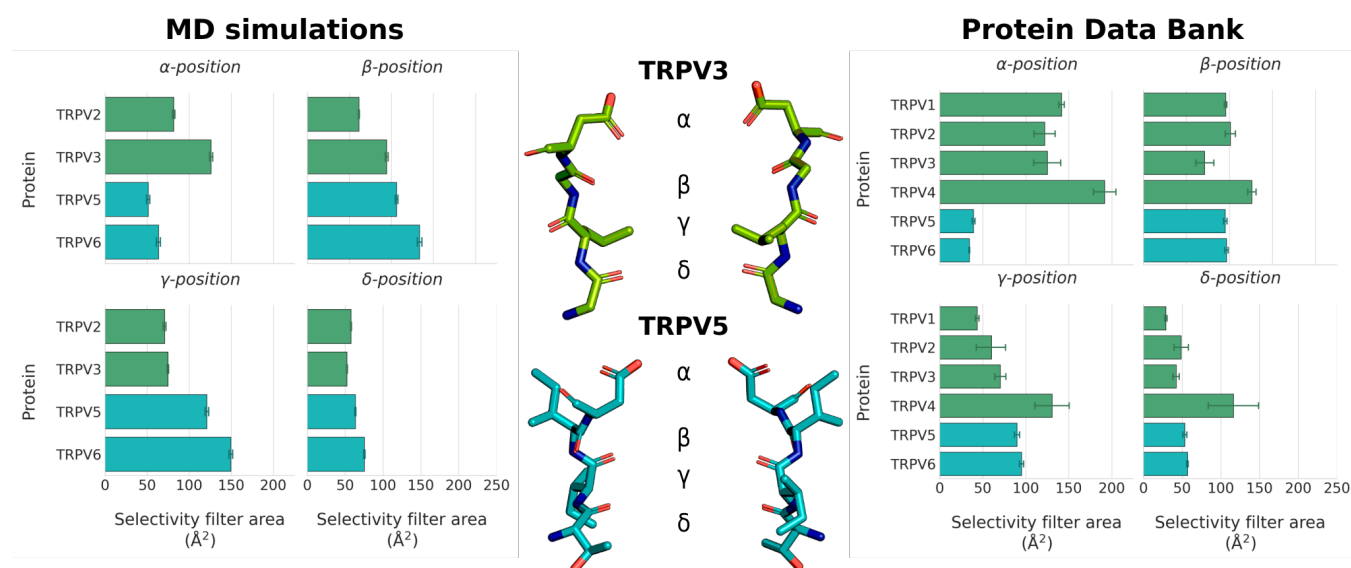 MD simulations
α-position
β-position
TRPV2
TRPV3
TRPV5
TRPV6
Protein
γ-position
δ-position
TRPV2
TRPV3
TRPV5
TRPV6
Protein
0 50 100 150 200
0 50 100 150 200 250
Selectivity filter area
(Å²)
Selectivity filter area
(Å²)
TRPV3
α
β
γ
δ
TRPV5
α
β
γ
δ
Protein Data Bank
α-position
β-position
TRPV1
TRPV2
TRPV3
TRPV4
TRPV5
TRPV6
Protein
γ-position
δ-position
TRPV1
TRPV2
TRPV3
TRPV4
TRPV5
TRPV6
Protein
0 50 100 150 200
0 50 100 150 200 250
Selectivity filter area
(Å²)
Selectivity filter area
(Å²)